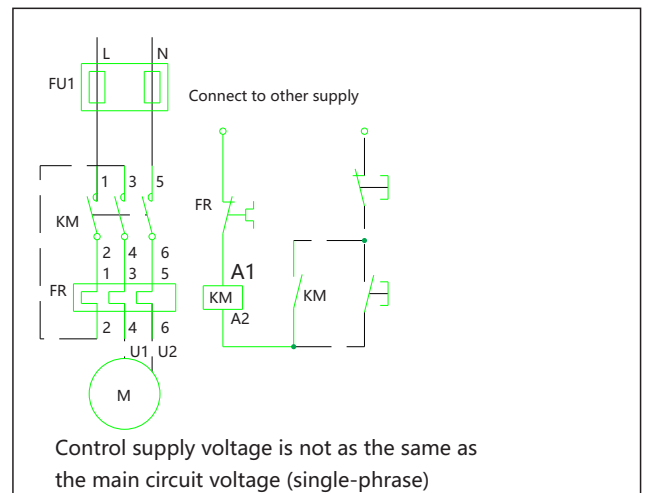 L N
FU1
Connect to other supply
1 3 5
FR
KM
2 4 6
1 3 5
A1
FR
KM
KM
A2
2 4 6
U1 U2
M
Control supply voltage is not as the same as
the main circuit voltage (single-phrase)